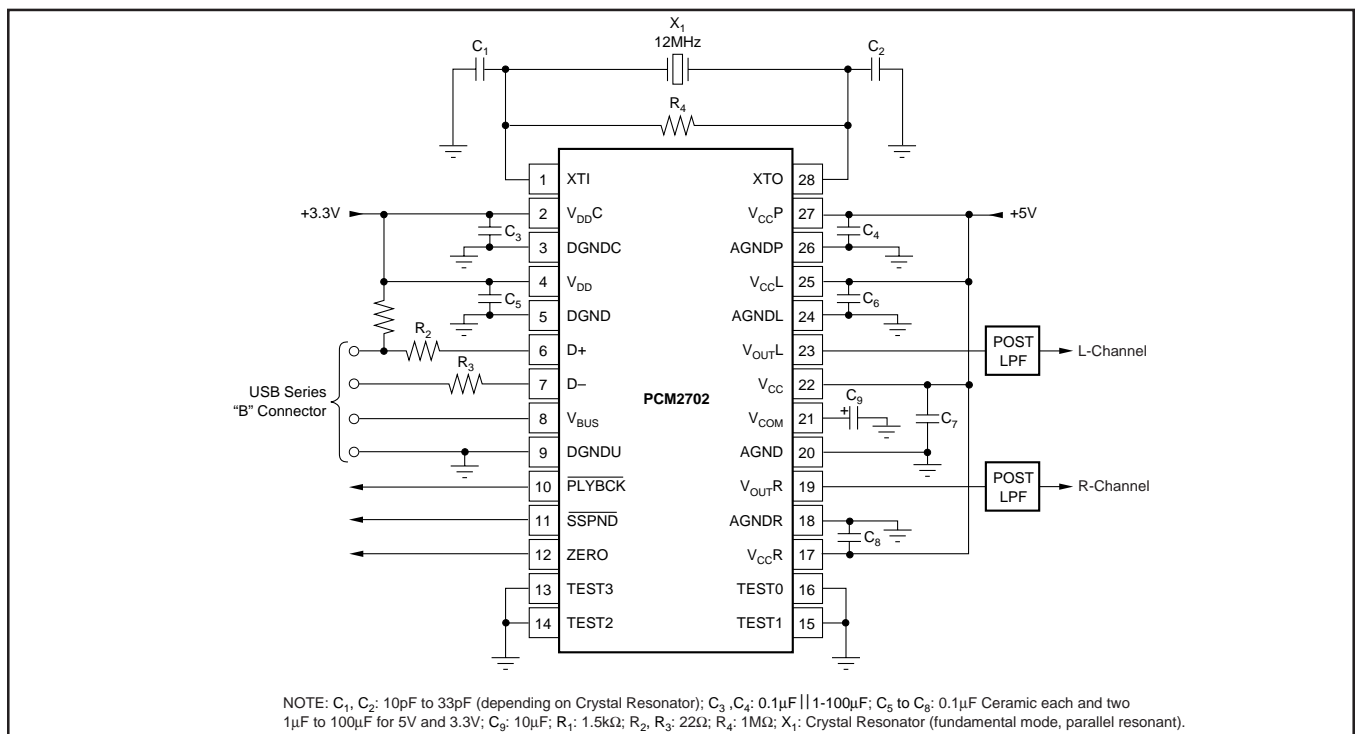 X1
12MHz
C1
C2
R4
1 XTI
XTO 28
+3.3V
2 VDDC
VCCP 27
+5V
C3
C4
3 DGNDC
AGNDP 26
4 VDD
VCCL 25
C5
C6
5 DGND
AGNDL 24
R2
6 D+
VOUTL 23
POST
LPF
L-Channel
R3
7 D–
VCC 22
USB Series
“B” Connector
PCM2702
8 VBUS
VCOM 21
+
C9
C7
9 DGNDU
AGND 20
10 PLYBCK
VOUTR 19
POST
LPF
R-Channel
11 SSPND
AGNDR 18
C8
12 ZERO
VCCR 17
13 TEST3
TEST0 16
14 TEST2
TEST1 15
NOTE: C1, C2: 10pF to 33pF (depending on Crystal Resonator); C3 ,C4: 0.1µF||1-100µF; C5 to C8: 0.1µF Ceramic each and two
1µF to 100µF for 5V and 3.3V; C9: 10µF; R1: 1.5kΩ; R2, R3: 22Ω; R4: 1MΩ; X1: Crystal Resonator (fundamental mode, parallel resonant).